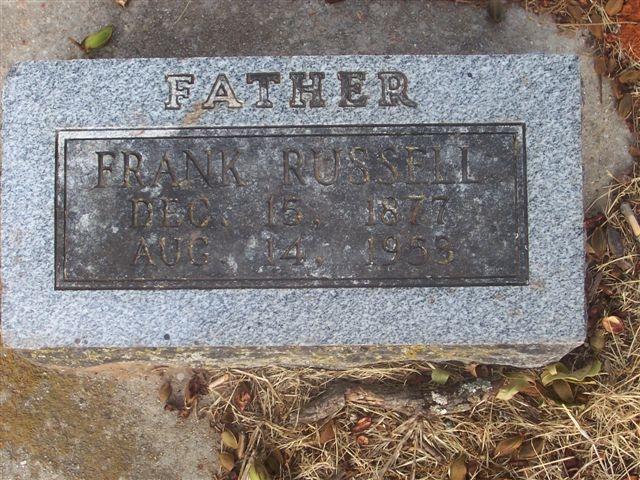 FATHER
FRANK RUSSELL
DEC. 15, 1877
AUG. 14, 1953